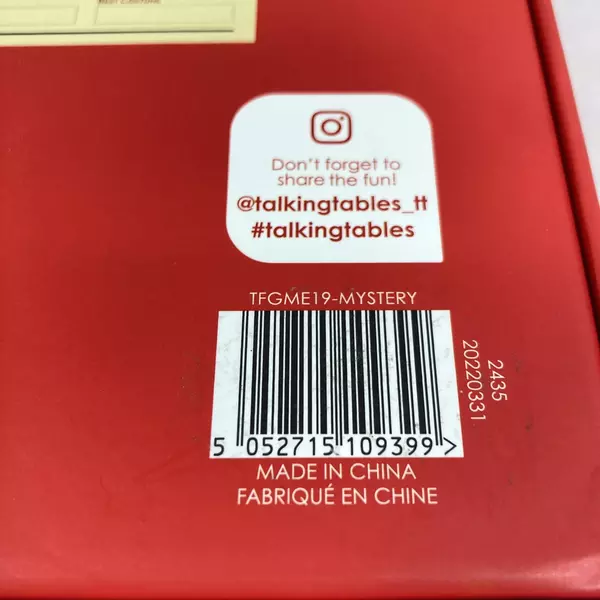 Don't forget to
share the fun!
@talkingtables_tt
#talkingtables
TFGME19-MYSTERY
5 052715 109399 >
2435
20220331
MADE IN CHINA
FABRIQUÉ EN CHINE